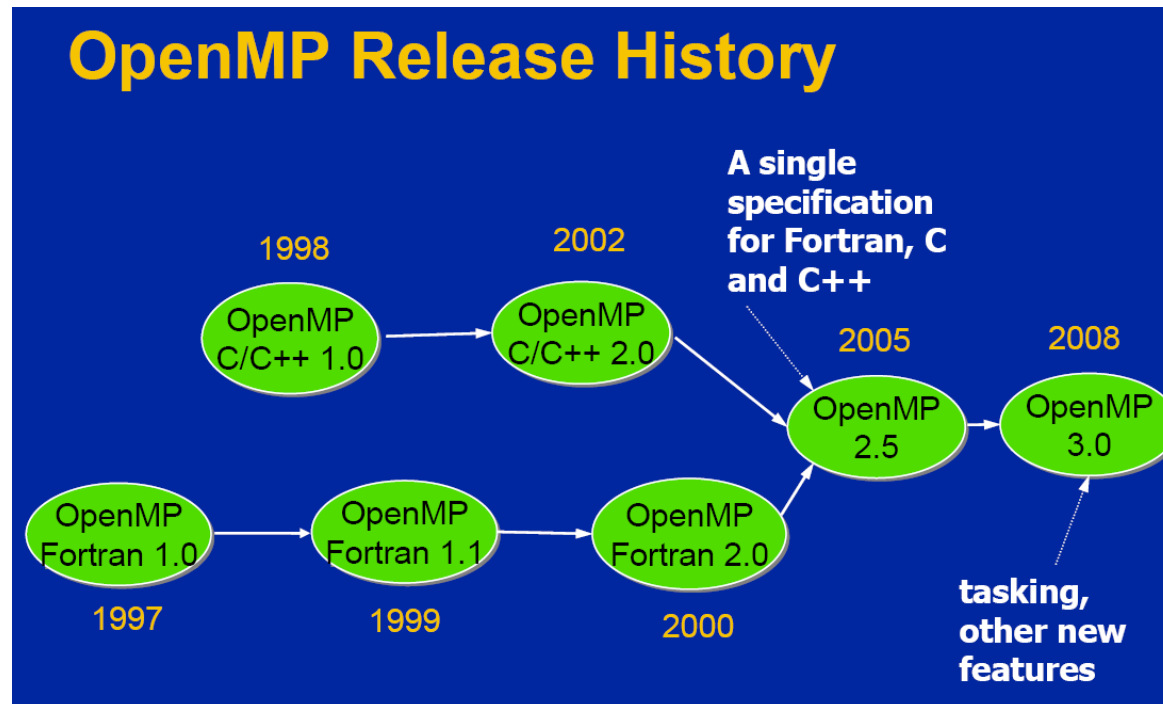 OpenMP Release History
A single
specification
for Fortran, C
and C++
1998
2002
OpenMP
C/C++ 1.0
OpenMP
C/C++ 2.0
2005
2008
OpenMP
2.5
OpenMP
3.0
OpenMP
Fortran 1.0
OpenMP
Fortran 1.1
OpenMP
Fortran 2.0
1997
1999
2000
tasking,
other new
features